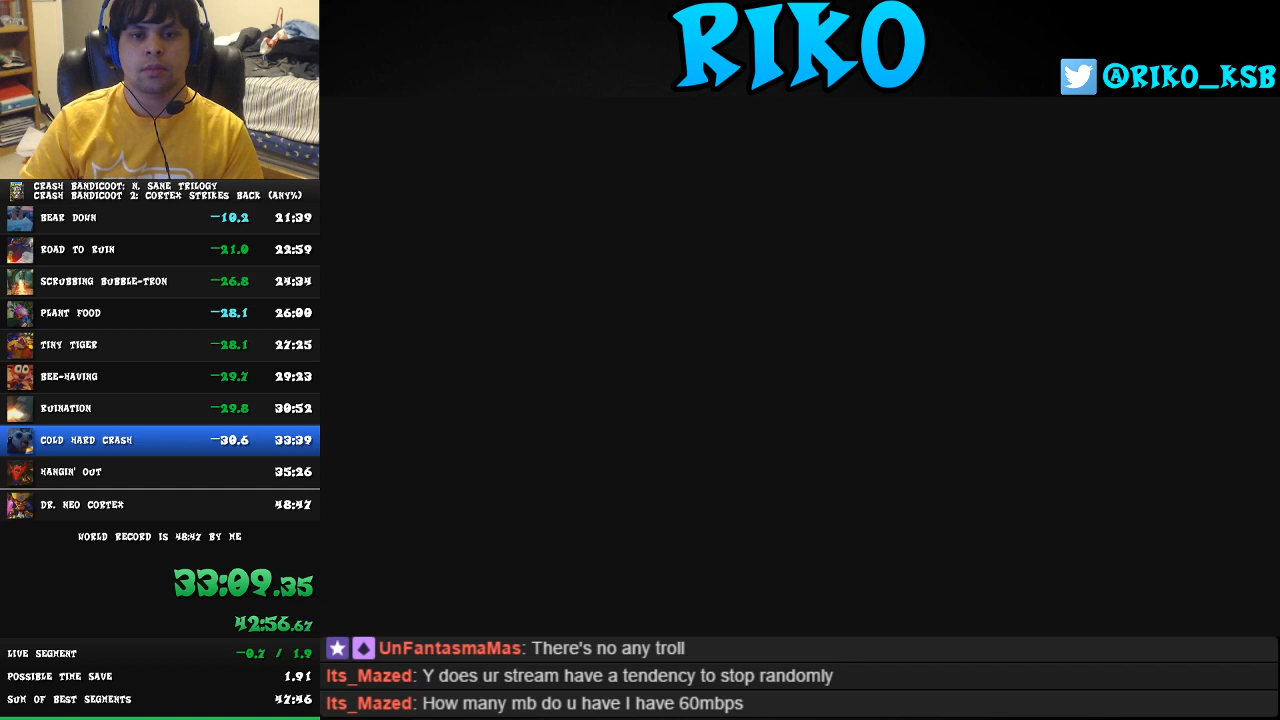 RIKO
@RIKO_KSB
CRASH BANDICOOT: N. SANE TRILOGY
CRASH BANDICOOT 2: CORTEX STRIKES BACK (ANY%)
BEAR DOWN −10.2 21:39
ROAD TO RUIN −21.0 22:59
SCRUBBING BUBBLE-TRON −26.8 24:34
PLANT FOOD −28.1 26:00
TINY TIGER −28.1 27:25
BEE-HAVING −29.7 29:23
RUINATION −29.8 30:52
COLD HARD CRASH −30.6 33:39
HANGIN' OUT 35:26
DR. NEO CORTEX 48:47
WORLD RECORD IS 48:47 BY ME
33:09.35
42:56.67
LIVE SEGMENT −0.7 / 1.9
POSSIBLE TIME SAVE 1.91
SUM OF BEST SEGMENTS 47:46
UnFantasmaMas: There's no any troll
Its_Mazed: Y does ur stream have a tendency to stop randomly
Its_Mazed: How many mb do u have I have 60mbps